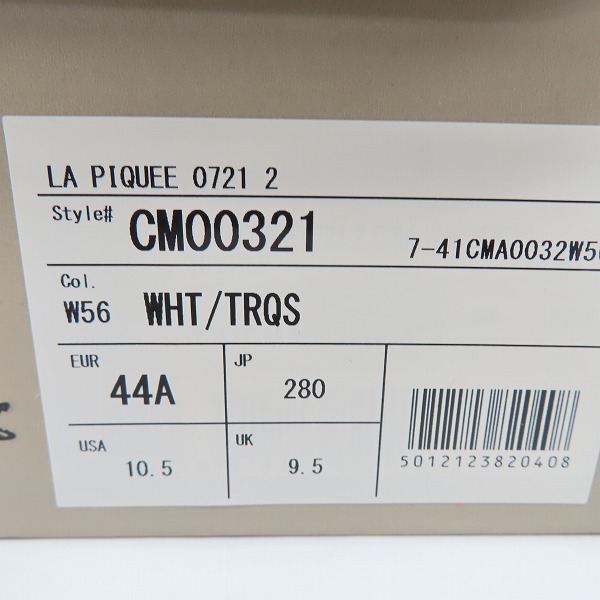 LA PIQUEE 0721 2
Style# CM00321 7-41CMA0032W5
Col. W56 WHT/TRQS
EUR 44A JP 280
USA 10.5 UK 9.5
5012123820408